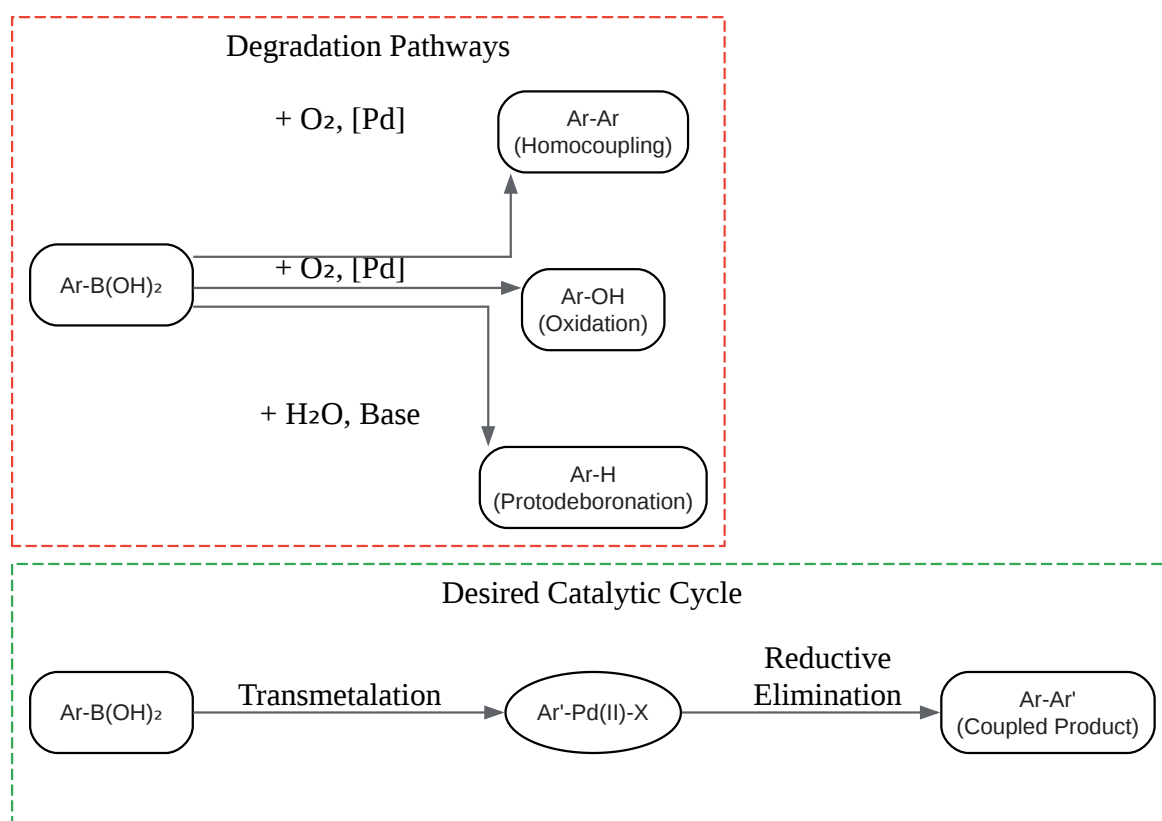 Degradation Pathways
+ O₂, [Pd]
Ar-Ar
(Homocoupling)
Ar-B(OH)₂
+ O₂, [Pd]
Ar-OH
(Oxidation)
+ H₂O, Base
Ar-H
(Protodeboronation)
Desired Catalytic Cycle
Ar-B(OH)₂
Transmetalation
Ar'-Pd(II)-X
Reductive
Elimination
Ar-Ar'
(Coupled Product)